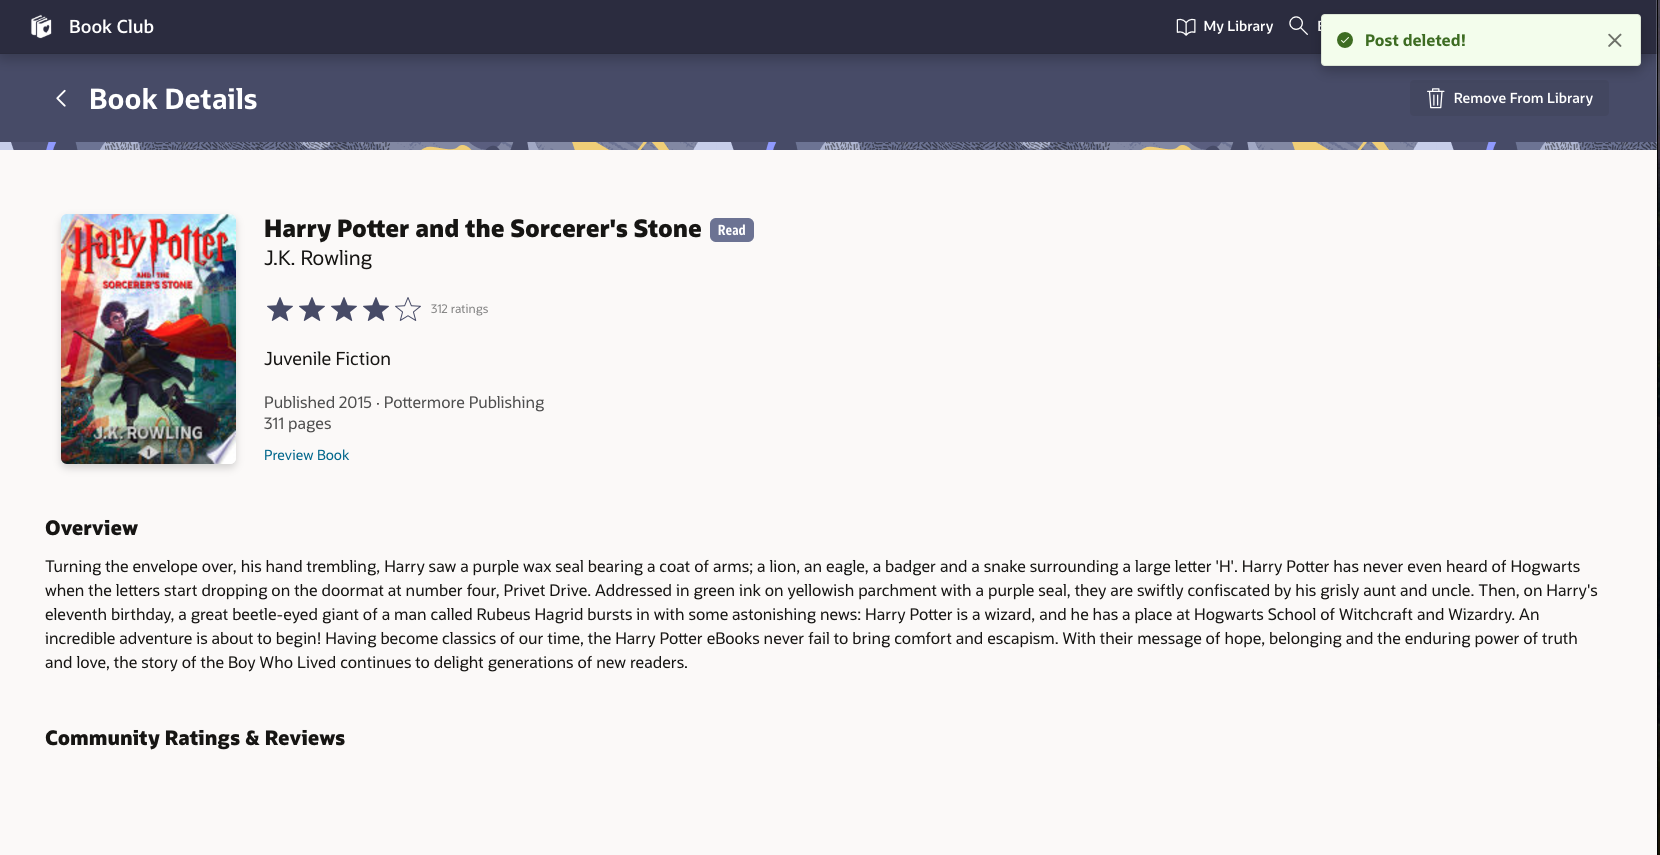 Book Club
My Library
Post deleted!
Book Details
Remove From Library
Harry Potter
AND THE
SORCERER'S STONE
J.K. ROWLING
1
Harry Potter and the Sorcerer's Stone Read
J.K. Rowling
312 ratings
Juvenile Fiction
Published 2015 · Pottermore Publishing
311 pages
Preview Book
Overview
Turning the envelope over, his hand trembling, Harry saw a purple wax seal bearing a coat of arms; a lion, an eagle, a badger and a snake surrounding a large letter 'H'. Harry Potter has never even heard of Hogwarts
when the letters start dropping on the doormat at number four, Privet Drive. Addressed in green ink on yellowish parchment with a purple seal, they are swiftly confiscated by his grisly aunt and uncle. Then, on Harry's
eleventh birthday, a great beetle-eyed giant of a man called Rubeus Hagrid bursts in with some astonishing news: Harry Potter is a wizard, and he has a place at Hogwarts School of Witchcraft and Wizardry. An
incredible adventure is about to begin! Having become classics of our time, the Harry Potter eBooks never fail to bring comfort and escapism. With their message of hope, belonging and the enduring power of truth
and love, the story of the Boy Who Lived continues to delight generations of new readers.
Community Ratings & Reviews